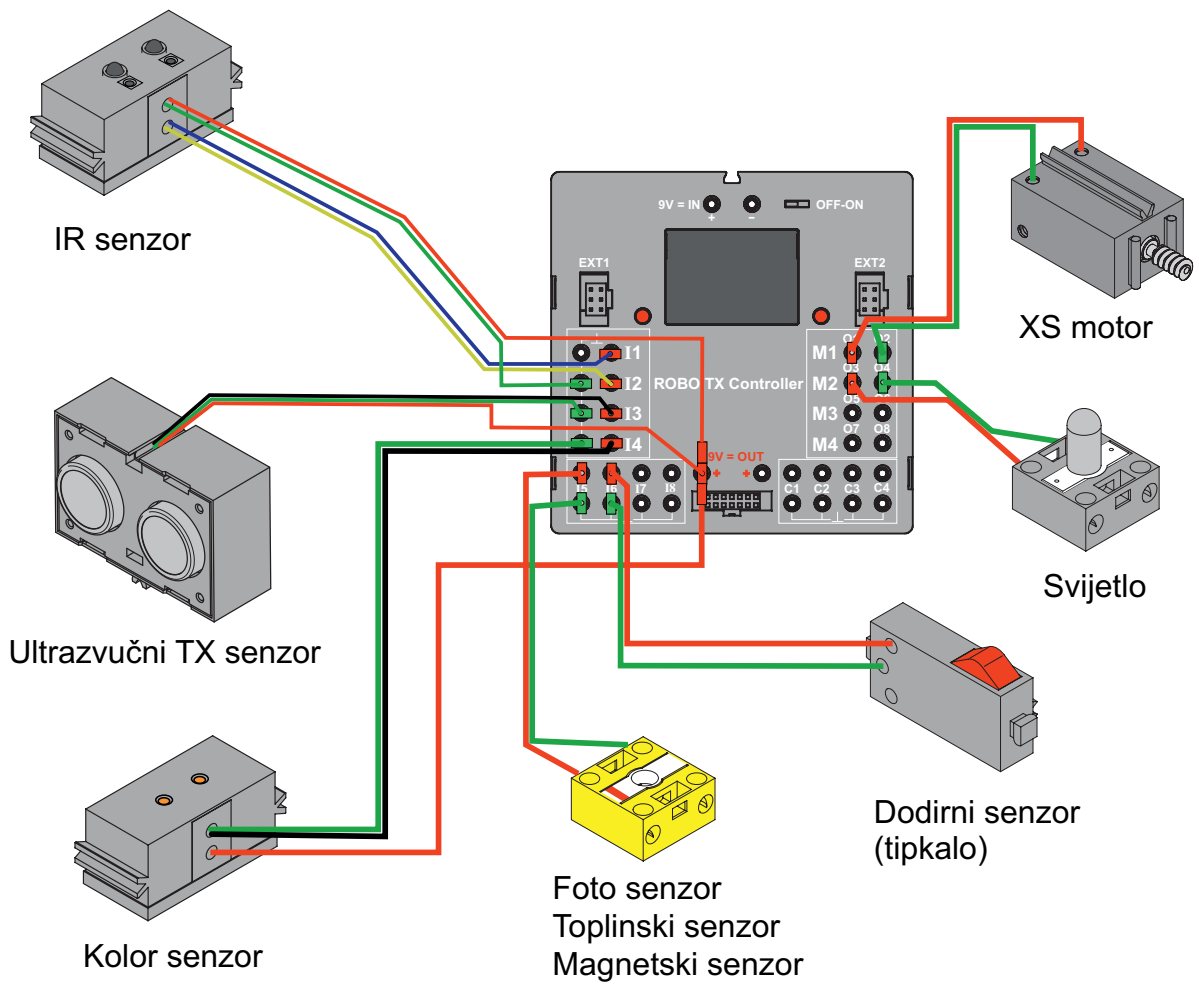 IR senzor
9V = IN
+
−
OFF-ON
EXT1
EXT2
XS motor
I1
M1
O2
I2
ROBO TX Controller
O3
O4
M2
O5
I3
M3
I4
O7
O8
M4
9V = OUT
+
+
I5
I6
I7
I8
C1
C2
C3
C4
Svijetlo
Ultrazvučni TX senzor
Dodirni senzor
(tipkalo)
Foto senzor
Toplinski senzor
Magnetski senzor
Kolor senzor